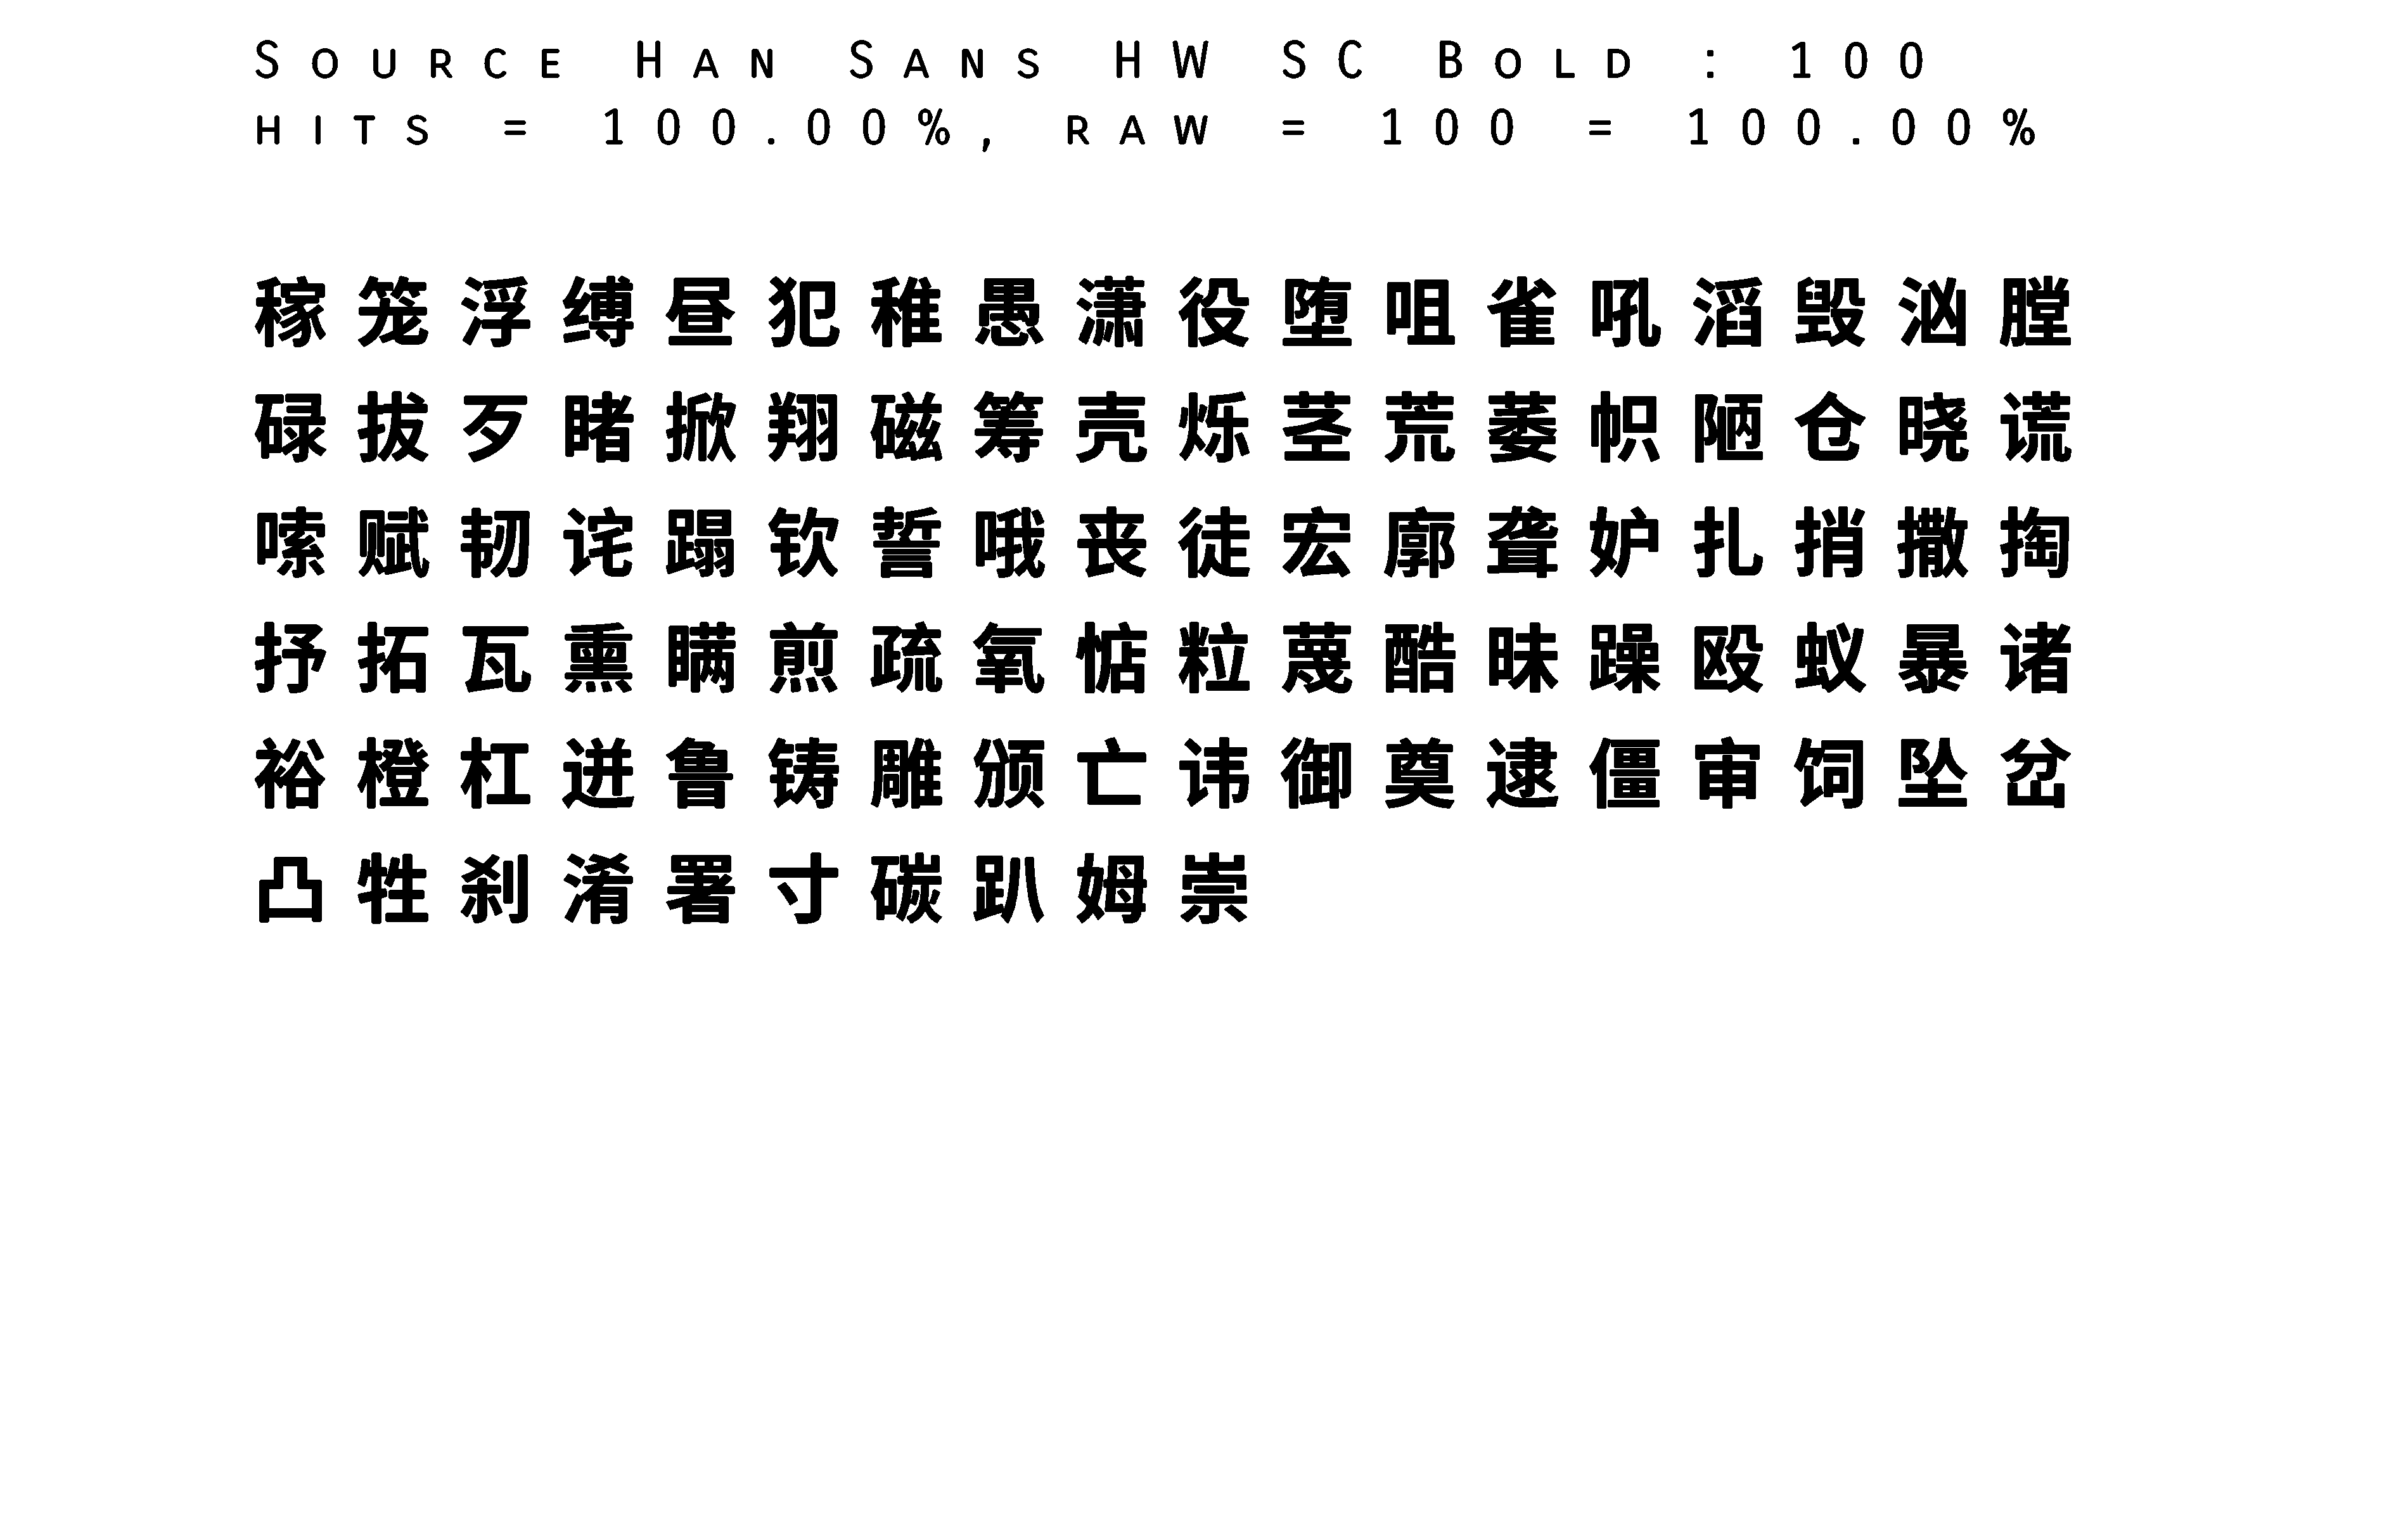 Source Han Sans HW SC Bold : 100
hits = 100.00%, raw = 100 = 100.00%
稼笼浮缚昼犯稚愚潇役堕咀雀吼滔毁汹膛
碌拔歹睹掀翔磁筹壳烁茎荒萎帜陋仓晓谎
嗦赋韧诧蹋钦誓哦丧徒宏廓聋妒扎捎撒掏
抒拓瓦熏瞒煎疏氧惦粒蔑酷昧躁殴蚁暴诸
裕橙杠迸鲁铸雕颁亡讳御奠逮僵审饲坠岔
凸牲刹淆署寸碳趴姆崇